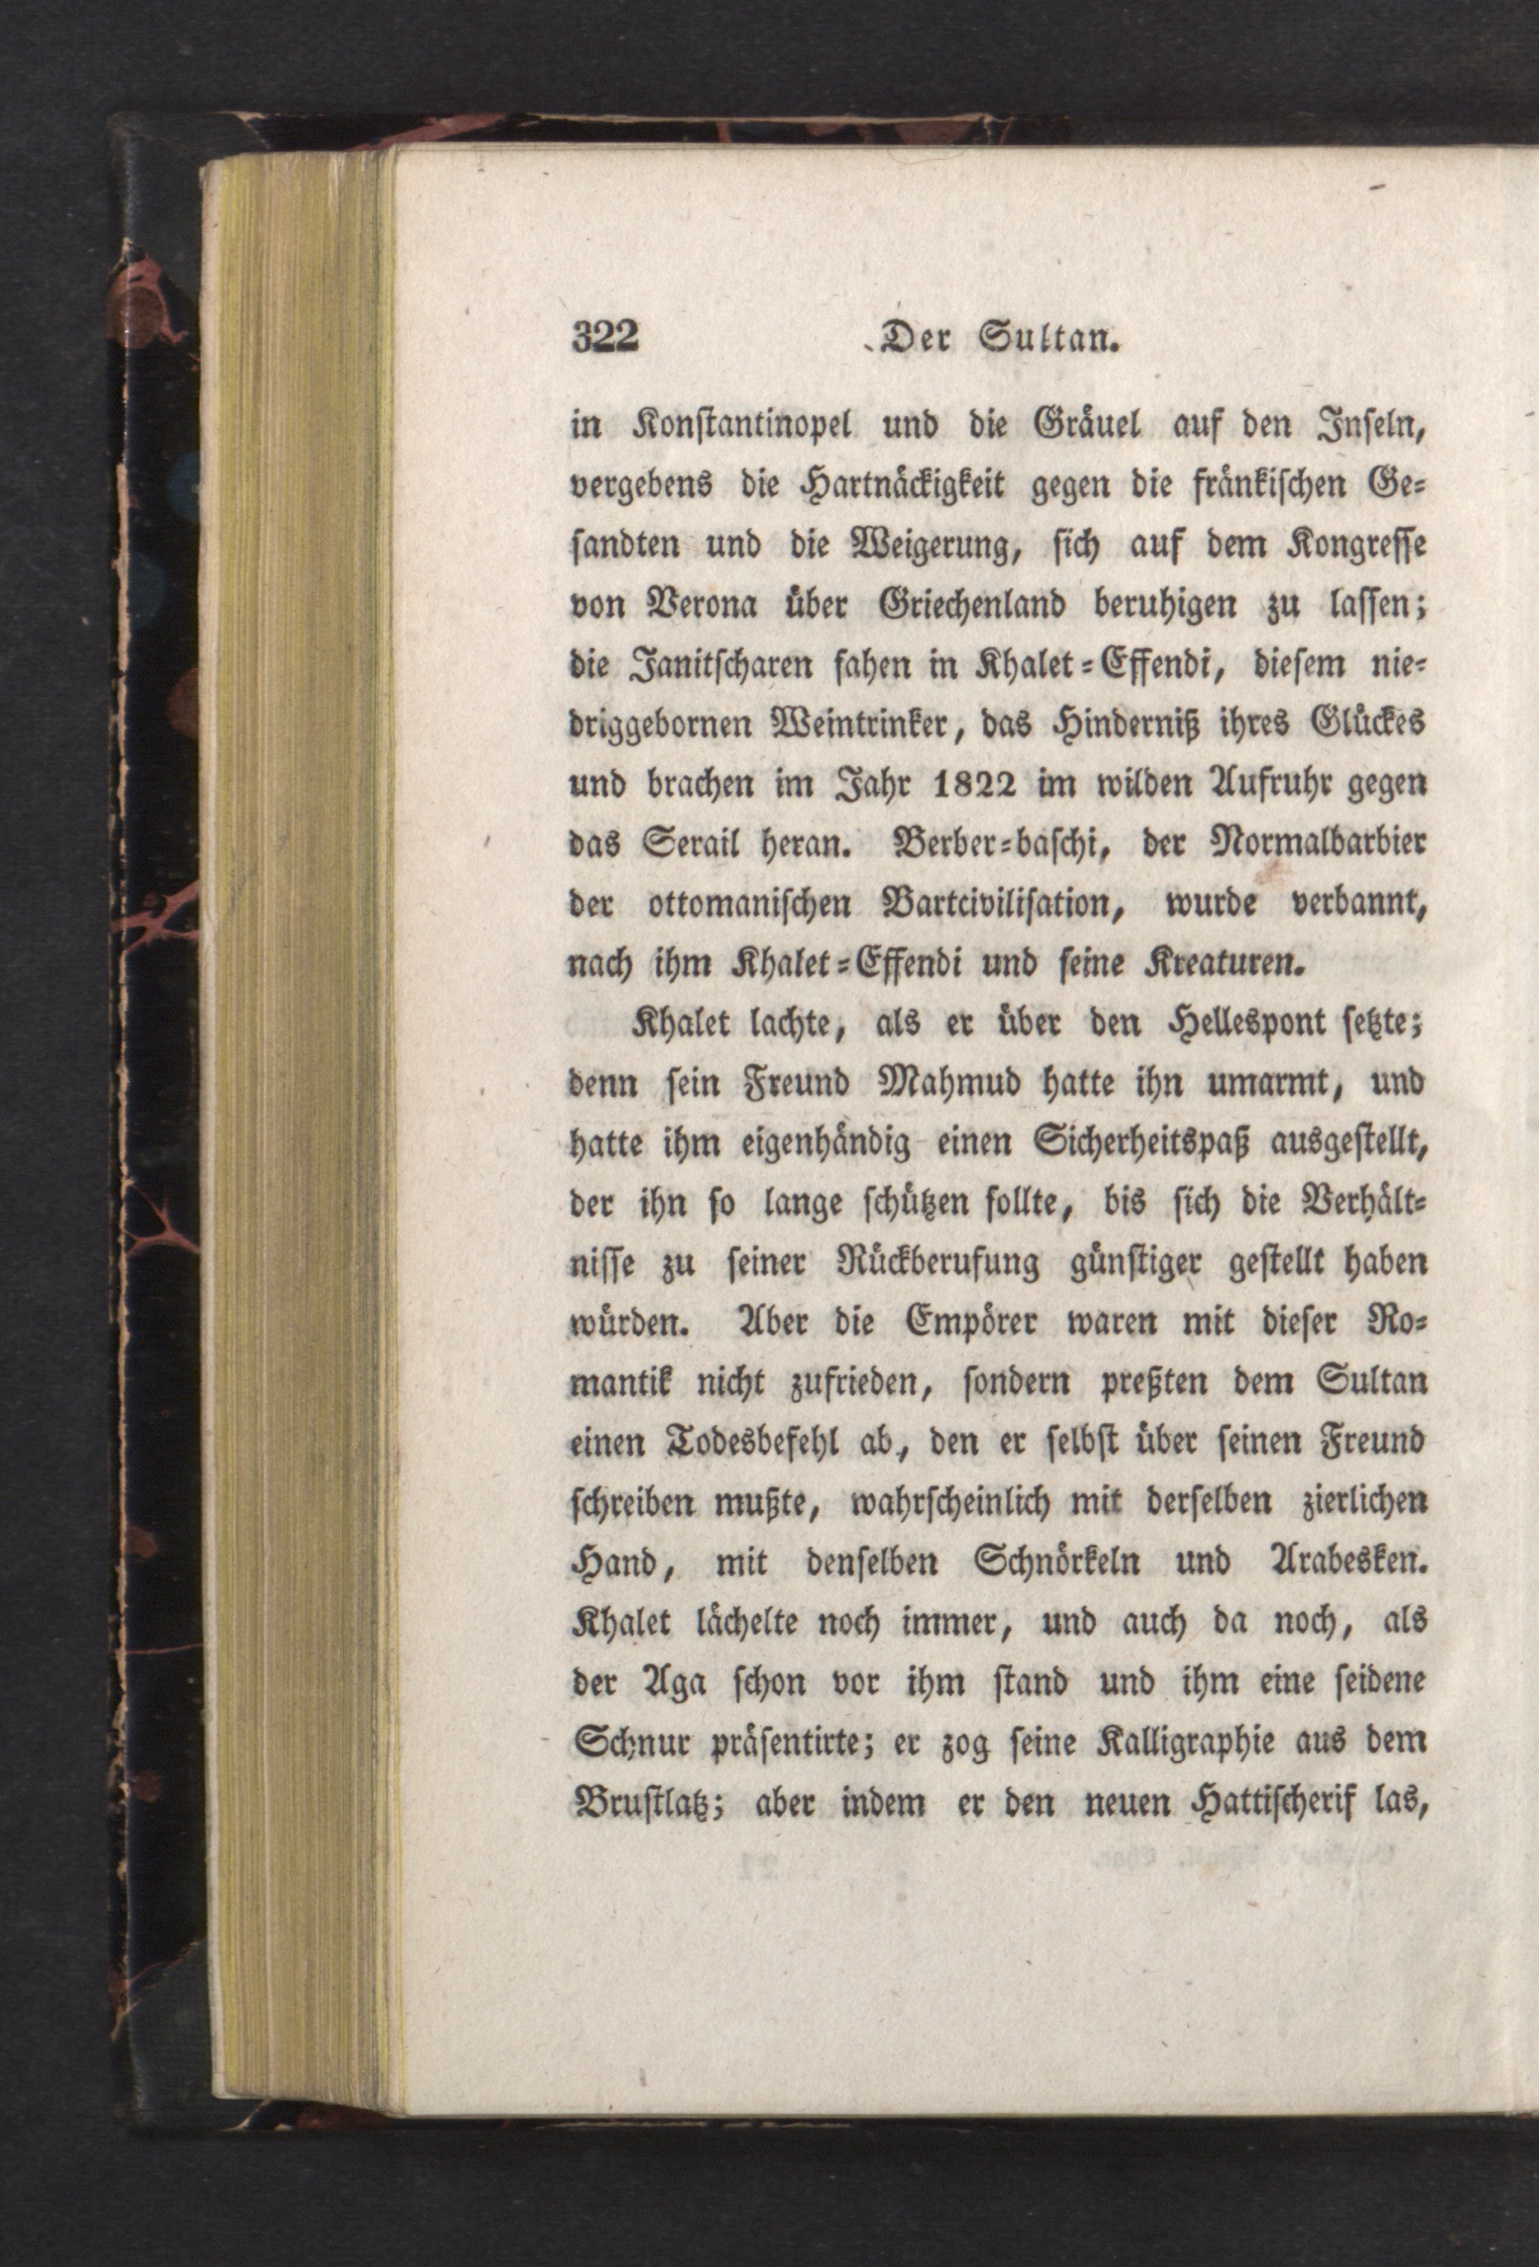 322 Der Sultan.
in Konstantinopel und die Gräuel auf den Inseln,
vergebens die Hartnäckigkeit gegen die fränkischen Ge-
sandten und die Weigerung, sich auf dem Kongresse
von Verona über Griechenland beruhigen zu lassen;
die Janitscharen sahen in Khalet-Effendi, diesem nie-
driggebornen Weintrinker, das Hinderniß ihres Glückes
und brachen im Jahr 1822 im wilden Aufruhr gegen
das Serail heran. Berber-baschi, der Normalbarbier
der ottomanischen Bartcivilisation, wurde verbannt,
nach ihm Khalet-Effendi und seine Kreaturen.
Khalet lachte, als er über den Hellespont setzte;
denn sein Freund Mahmud hatte ihn umarmt, und
hatte ihm eigenhändig einen Sicherheitspaß ausgestellt,
der ihn so lange schützen sollte, bis sich die Verhält-
nisse zu seiner Rückberufung günstiger gestellt haben
würden. Aber die Empörer waren mit dieser Ro-
mantik nicht zufrieden, sondern preßten dem Sultan
einen Todesbefehl ab, den er selbst über seinen Freund
schreiben mußte, wahrscheinlich mit derselben zierlichen
Hand, mit denselben Schnörkeln und Arabesken.
Khalet lächelte noch immer, und auch da noch, als
der Aga schon vor ihm stand und ihm eine seidene
Schnur präsentirte; er zog seine Kalligraphie aus dem
Brustlatz; aber indem er den neuen Hattischerif las,